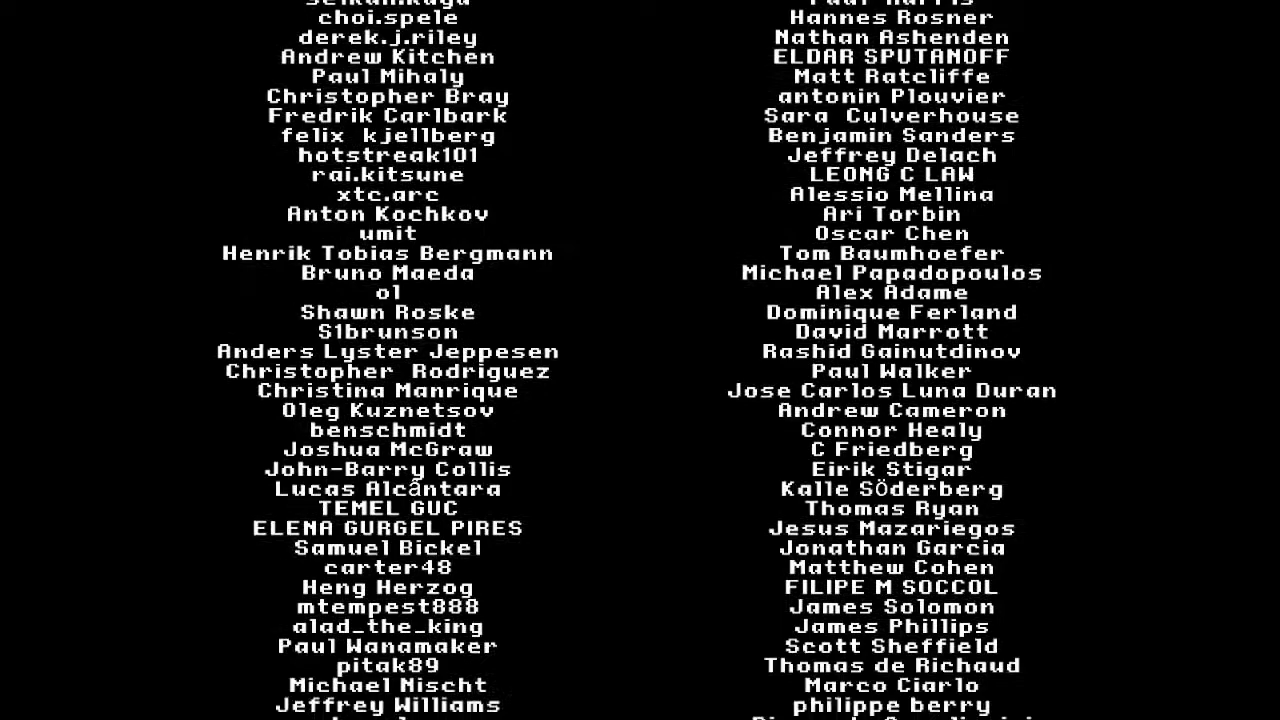 choi.spele
derek.j.riley
Andrew Kitchen
Paul Mihaly
Christopher Bray
Fredrik Carlbark
felix kjellberg
hotstreak101
rai.kitsune
xtc.arc
Anton Kochkov
umit
Henrik Tobias Bergmann
Bruno Maeda
ol
Shawn Roske
S1brunson
Anders Lyster Jeppesen
Christopher Rodriguez
Christina Manrique
Oleg Kuznetsov
benschmidt
Joshua McGraw
John-Barry Collis
Lucas Alcântara
TEMEL GUC
ELENA GURGEL PIRES
Samuel Bickel
carter48
Heng Herzog
mtempest888
alad_the_king
Paul Wanamaker
pitak89
Michael Nischt
Jeffrey Williams
Paul Harris
Hannes Rosner
Nathan Ashenden
ELDAR SPUTANOFF
Matt Ratcliffe
antonin Plouvier
Sara Culverhouse
Benjamin Sanders
Jeffrey Delach
LEONG C LAW
Alessio Mellina
Ari Torbin
Oscar Chen
Tom Baumhoefer
Michael Papadopoulos
Alex Adame
Dominique Ferland
David Marrott
Rashid Gainutdinov
Paul Walker
Jose Carlos Luna Duran
Andrew Cameron
Connor Healy
C Friedberg
Eirik Stigar
Kalle Söderberg
Thomas Ryan
Jesus Mazariegos
Jonathan Garcia
Matthew Cohen
FILIPE M SOCCOL
James Solomon
James Phillips
Scott Sheffield
Thomas de Richaud
Marco Ciarlo
philippe berry